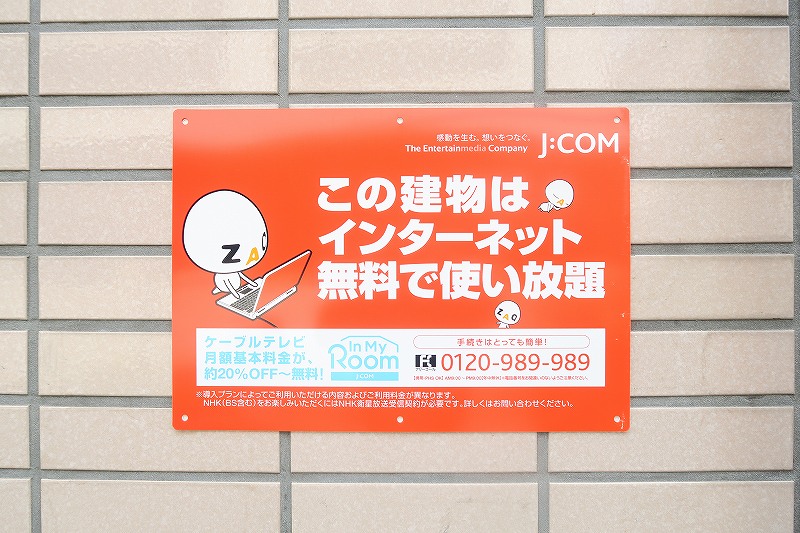 感動を生む、想いをつなぐ。
The Entertainmedia Company
J:COM
この建物は
インターネット
無料で使い放題
ZAQ
ZAQ
ケーブルテレビ
月額基本料金が、
約20%OFF〜無料!
In My
Room
J:COM
手続きはとっても簡単!
フリーコール
0120-989-989
※導入プランによってご利用いただける内容およびご利用料金が異なります。
NHK(BS含む)をお楽しみいただくにはNHK衛星放送受信契約が必要です。詳しくはお問い合わせください。